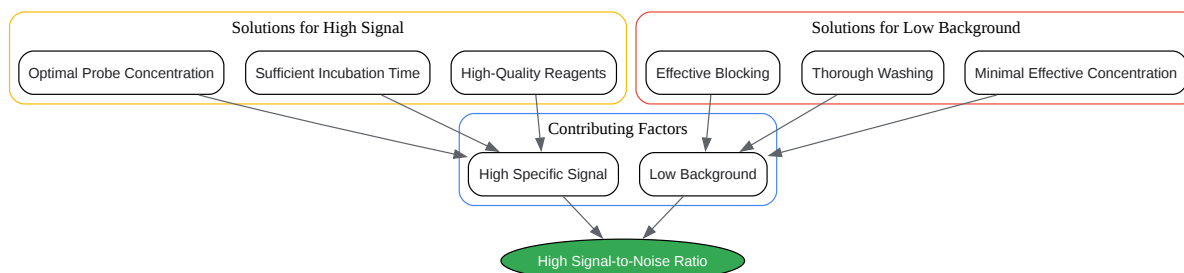 Solutions for High Signal
Solutions for Low Background
Optimal Probe Concentration
Sufficient Incubation Time
High-Quality Reagents
Effective Blocking
Thorough Washing
Minimal Effective Concentration
Contributing Factors
High Specific Signal
Low Background
High Signal-to-Noise Ratio